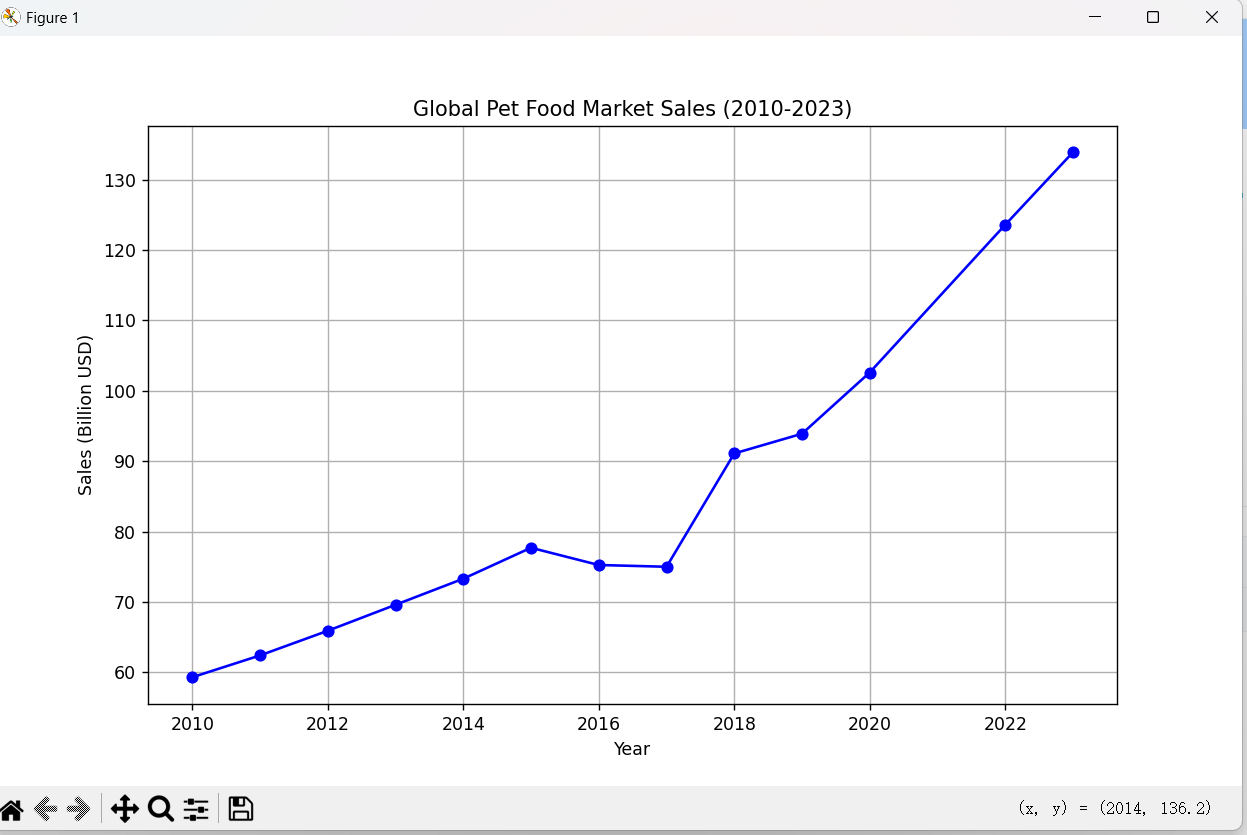 Figure 1
Global Pet Food Market Sales (2010-2023)
130
120
110
100
90
80
70
60
Sales (Billion USD)
2010 2012 2014 2016 2018 2020 2022
Year
(x, y) = (2014, 136.2)